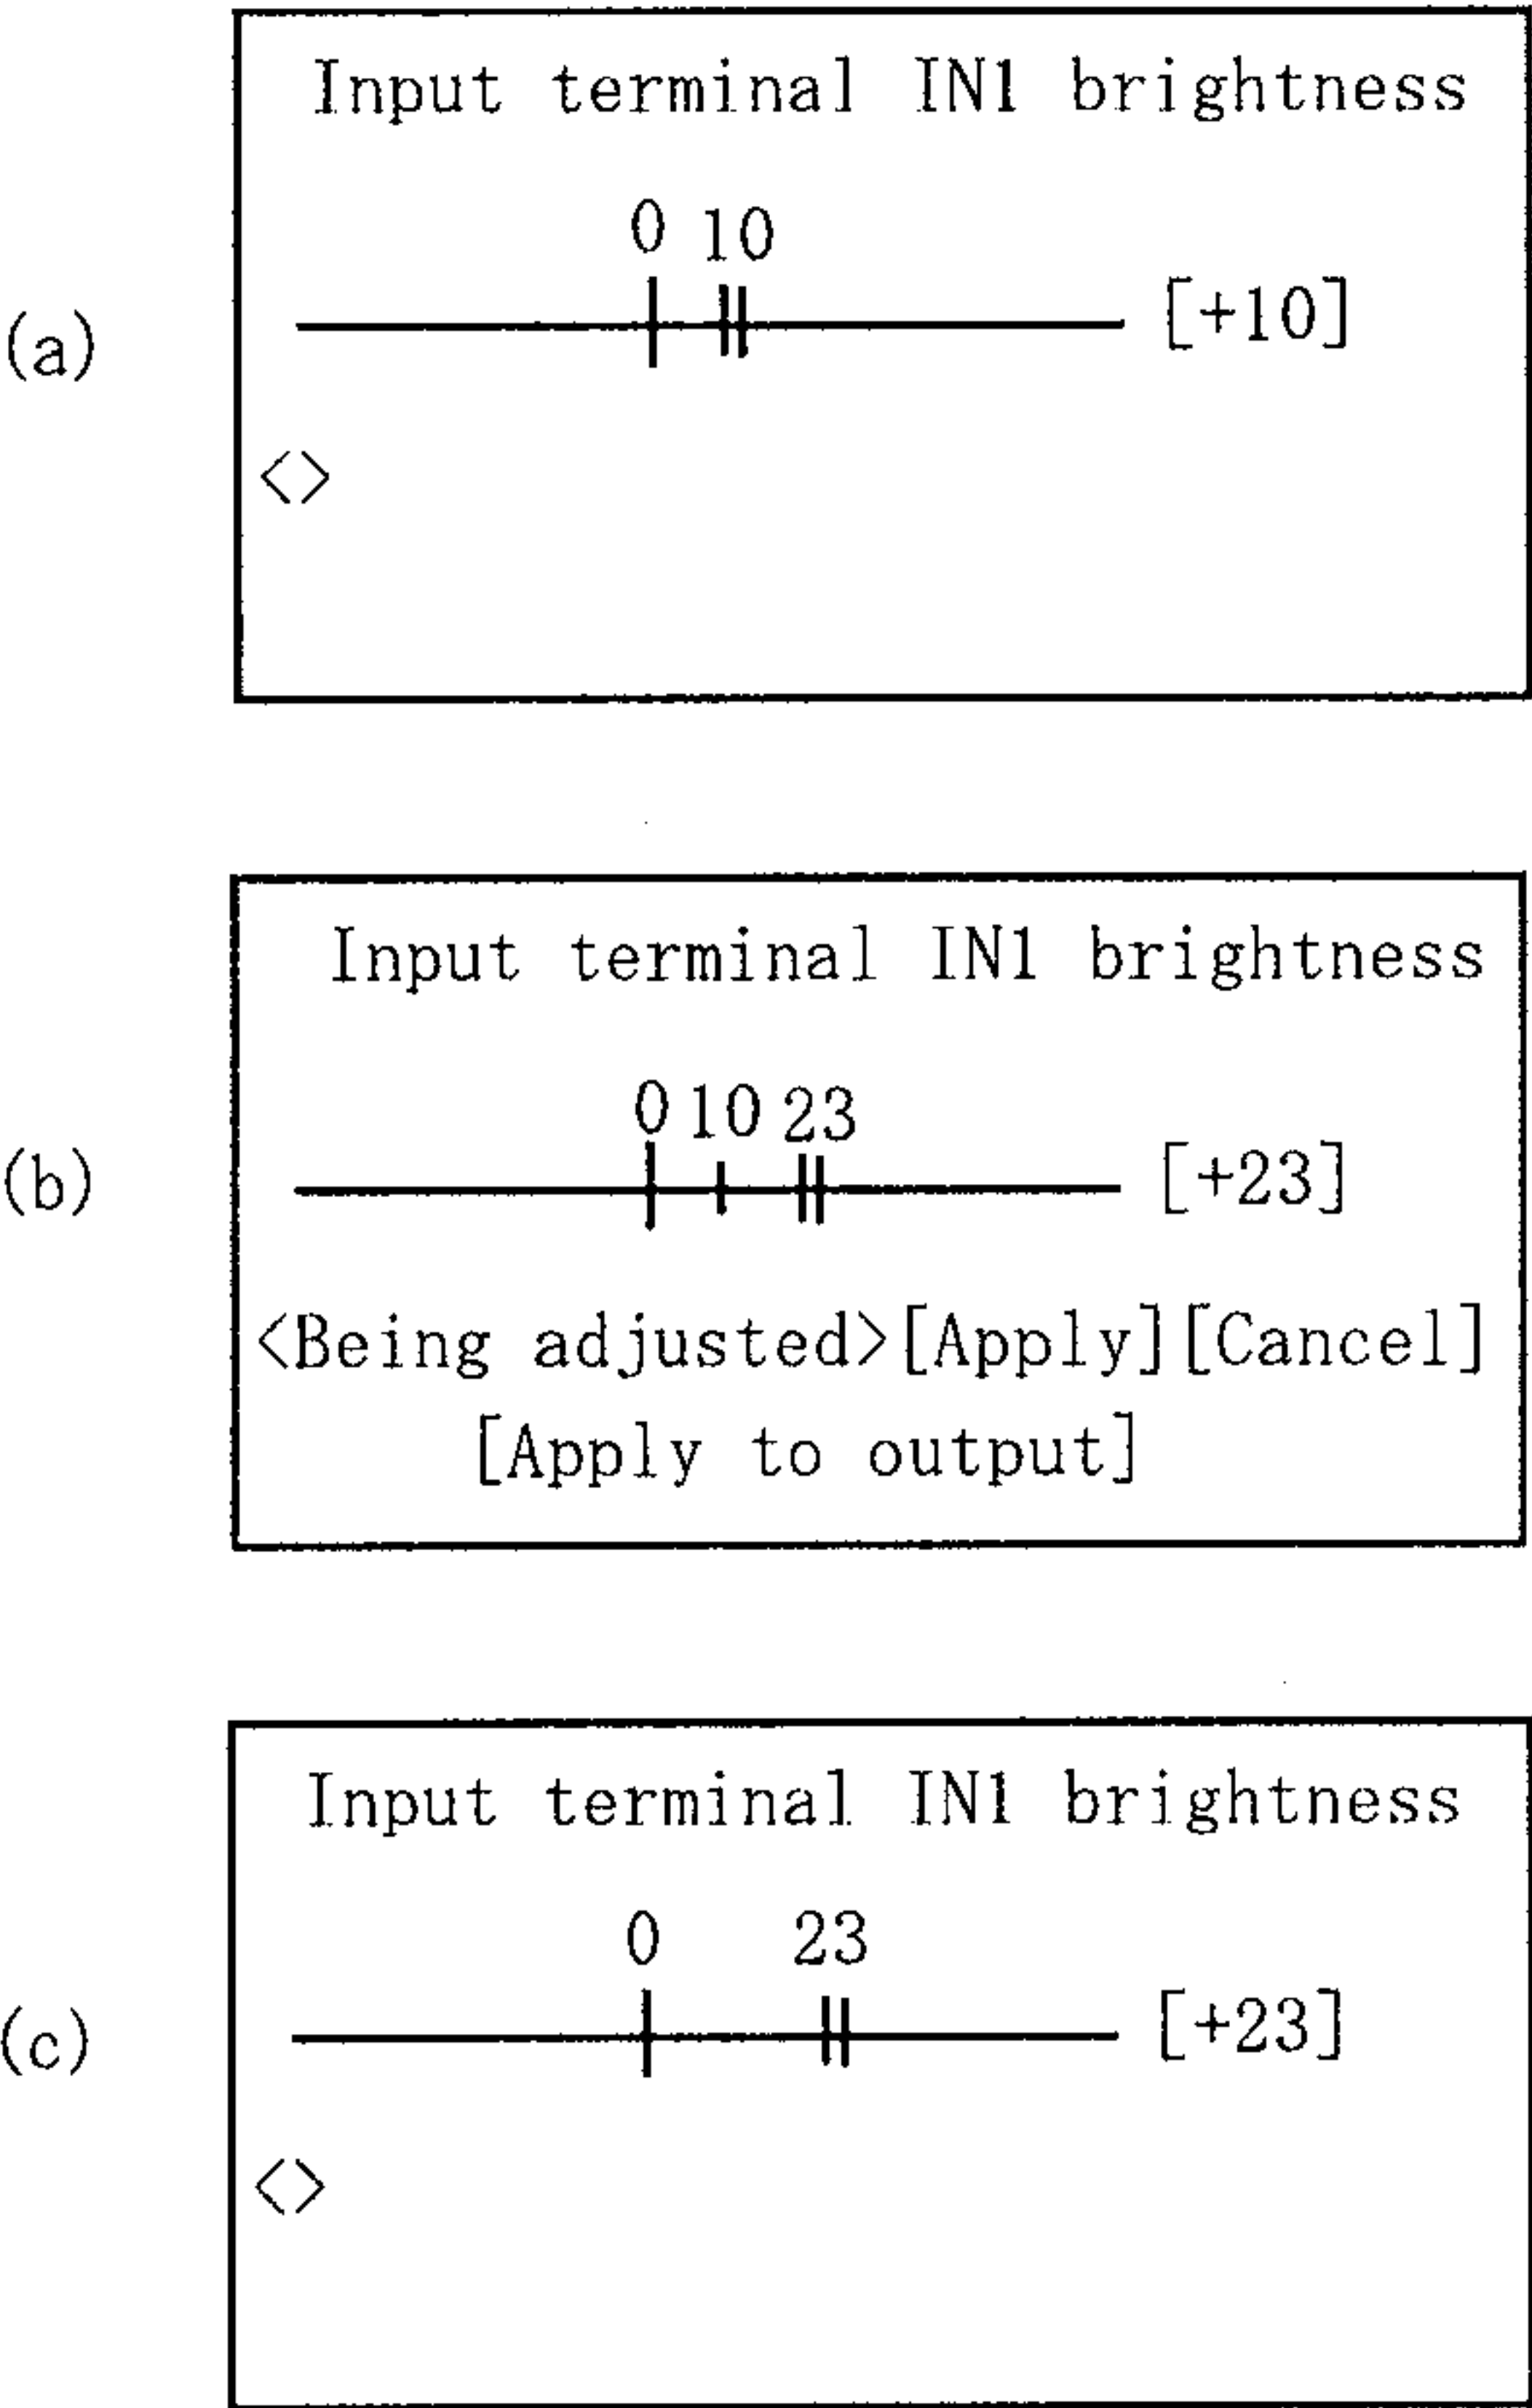 Input terminal IN1 brightness
0 10
(a) [+10]
<>
Input terminal IN1 brightness
0 10 23
(b) [+23]
<Being adjusted>[Apply][Cancel]
[Apply to output]
Input terminal IN1 brightness
0 23
(c) [+23]
<>